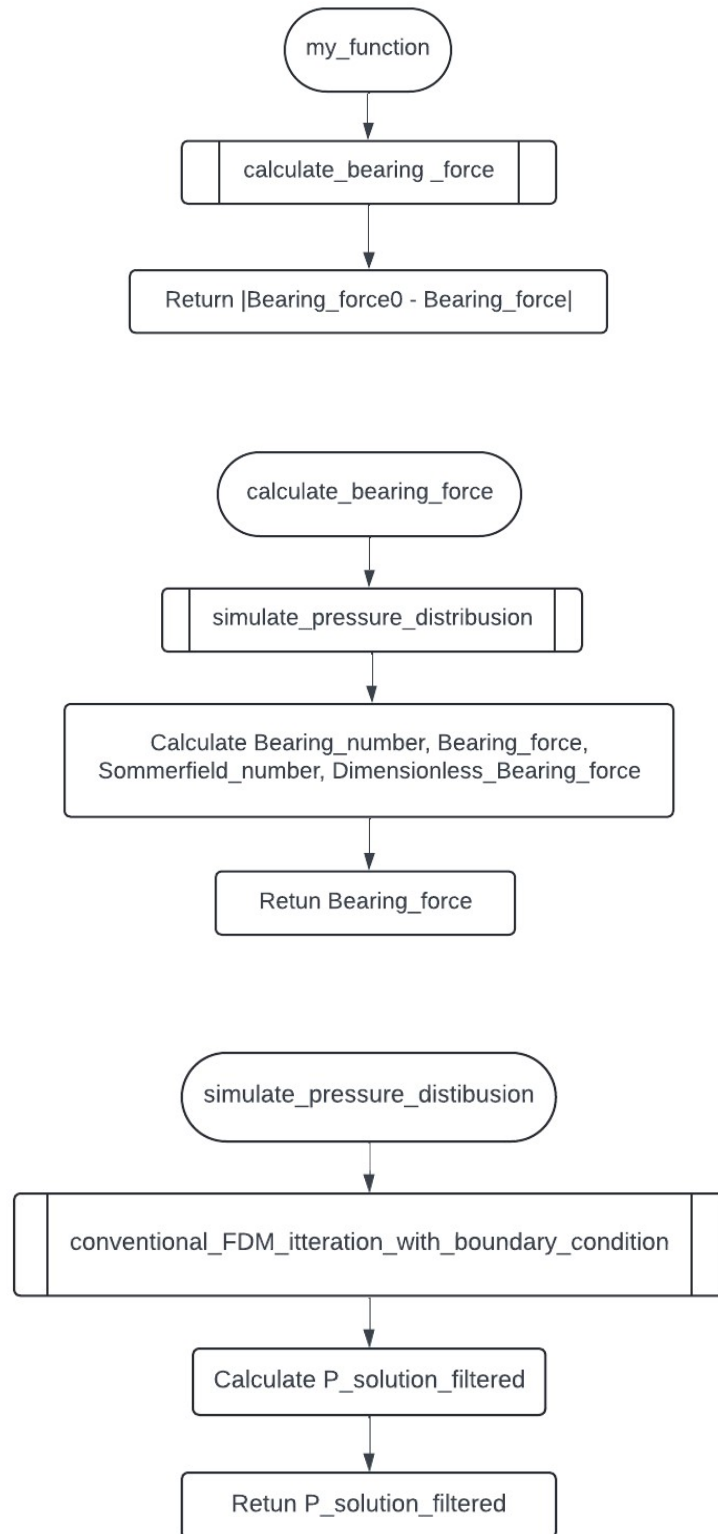 my_function
calculate_bearing _force
Return |Bearing_force0 - Bearing_force|
calculate_bearing_force
simulate_pressure_distribusion
Calculate Bearing_number, Bearing_force,
Sommerfield_number, Dimensionless_Bearing_force
Retun Bearing_force
simulate_pressure_distibusion
conventional_FDM_itteration_with_boundary_condition
Calculate P_solution_filtered
Retun P_solution_filtered